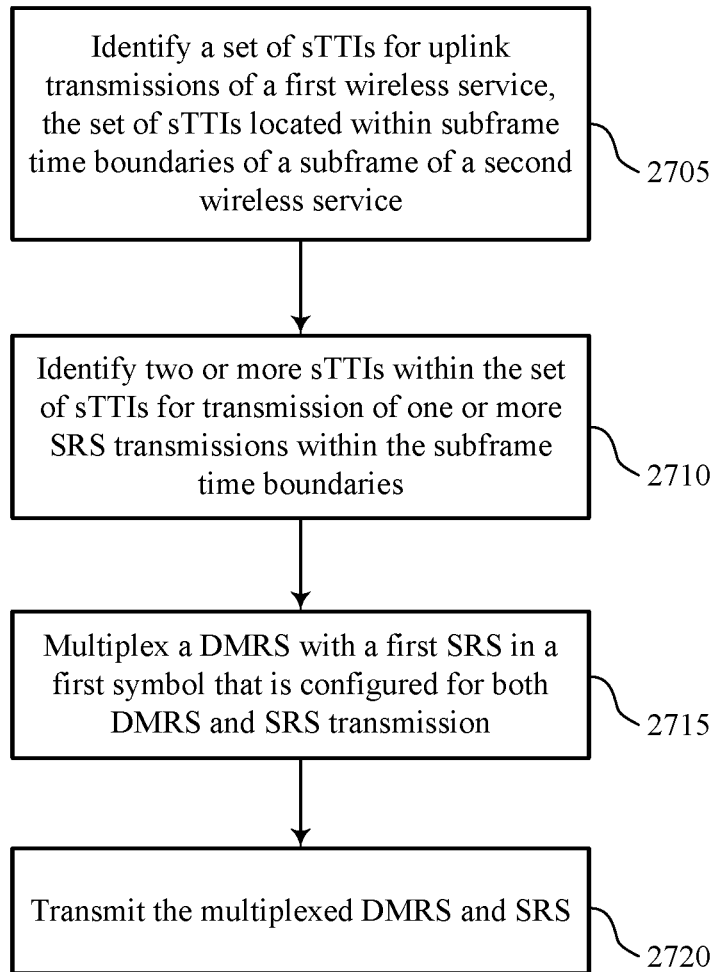 Identify a set of sTTIs for uplink
transmissions of a first wireless service,
the set of sTTIs located within subframe
time boundaries of a subframe of a second
wireless service
2705
Identify two or more sTTIs within the set
of sTTIs for transmission of one or more
SRS transmissions within the subframe
time boundaries
2710
Multiplex a DMRS with a first SRS in a
first symbol that is configured for both
DMRS and SRS transmission
2715
Transmit the multiplexed DMRS and SRS
2720